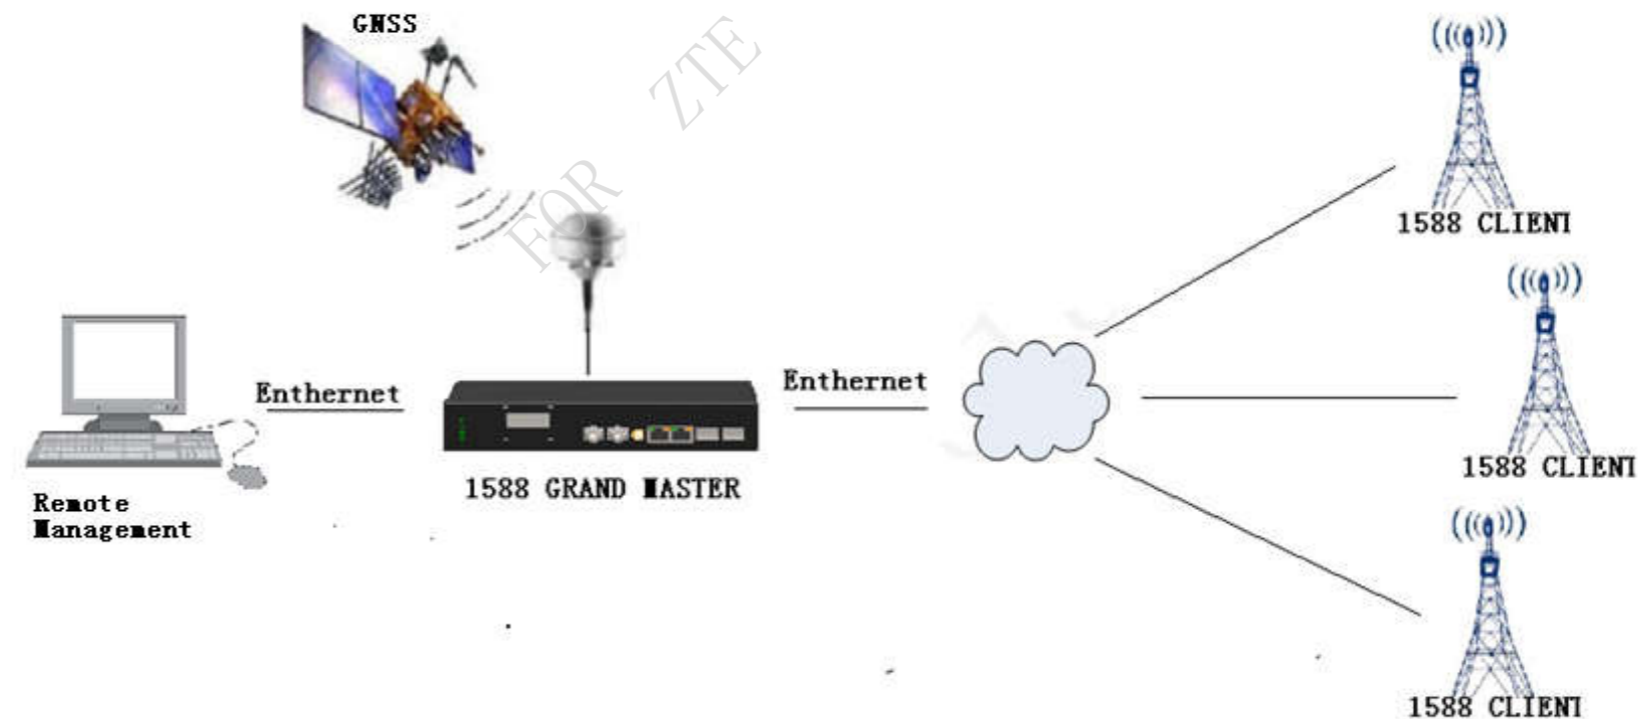 GNSS
FOR ZTE
1588 CLIENT
1588 CLIENT
Enthernet
Enthernet
1588 GRAND MASTER
Remote
Management
1588 CLIENT